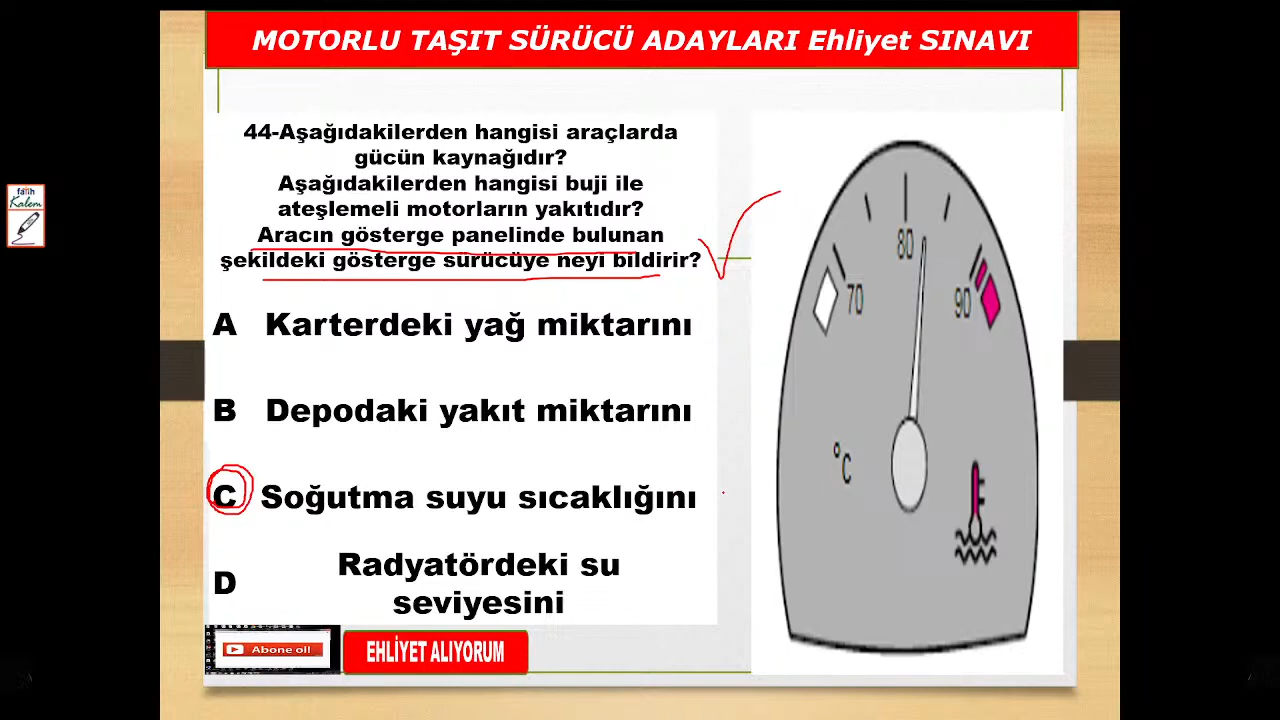 MOTORLU TAŞIT SÜRÜCÜ ADAYLARI Ehliyet SINAVI
44-Aşağıdakilerden hangisi araçlarda
gücün kaynağıdır?
Aşağıdakilerden hangisi buji ile
ateşlemeli motorların yakıtıdır?
Aracın gösterge panelinde bulunan
şekildeki gösterge sürücüye neyi bildirir?
A Karterdeki yağ miktarını
B Depodaki yakıt miktarını
C Soğutma suyu sıcaklığını
D Radyatördeki su
seviyesini
70
80
90
°C
fatih
Kalem
Abone oll
EHLİYET ALIYORUM